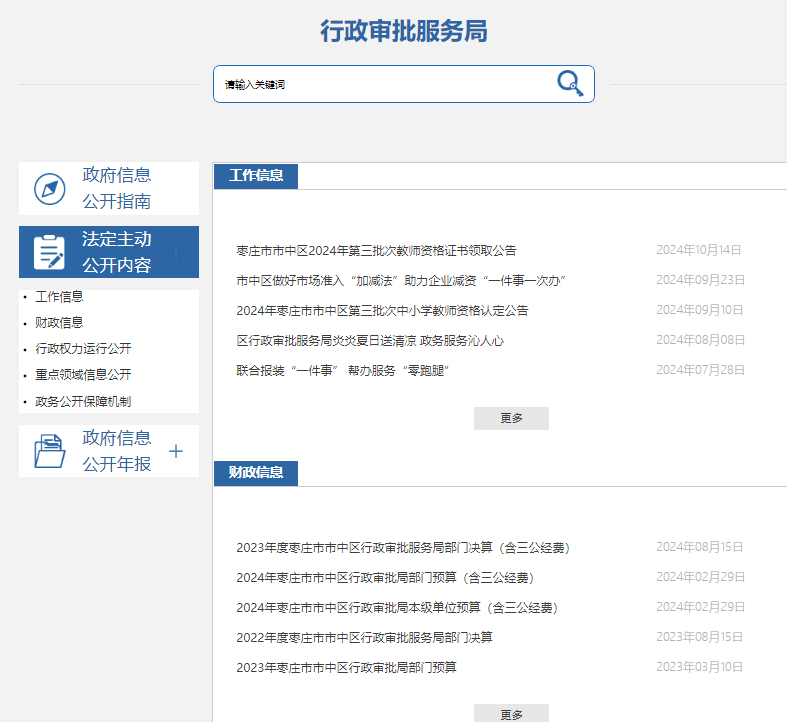 行政审批服务局
请输入关键词
政府信息
公开指南
法定主动
公开内容
工作信息
财政信息
行政权力运行公开
重点领域信息公开
政务公开保障机制
政府信息
公开年报
工作信息
枣庄市市中区2024年第三批次教师资格证书领取公告 2024年10月14日
市中区做好市场准入“加减法”助力企业减资“一件事一次办” 2024年09月23日
2024年枣庄市市中区第三批次中小学教师资格认定公告 2024年09月10日
区行政审批服务局炎炎夏日送清凉 政务服务沁人心 2024年08月08日
联合报装“一件事” 帮办服务“零跑腿” 2024年07月28日
更多
财政信息
2023年度枣庄市市中区行政审批服务局部门决算（含三公经费） 2024年08月15日
2024年枣庄市市中区行政审批局部门预算（含三公经费） 2024年02月29日
2024年枣庄市市中区行政审批局本级单位预算（含三公经费） 2024年02月29日
2022年度枣庄市市中区行政审批服务局部门决算 2023年08月15日
2023年枣庄市市中区行政审批局部门预算 2023年03月10日
更多